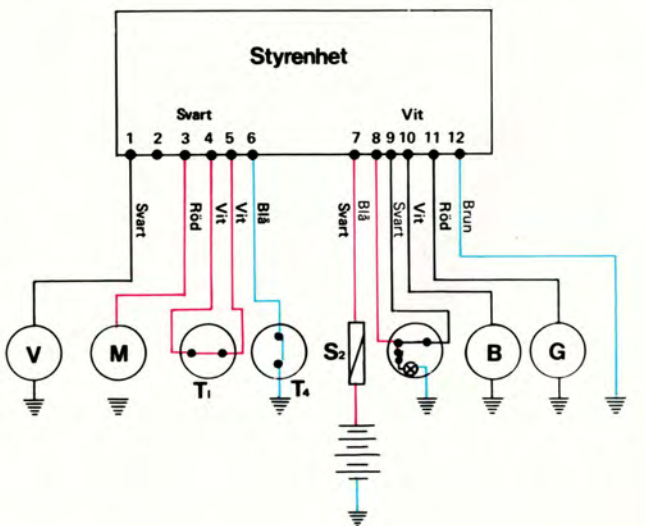 Styrenhet
Svart Vit
1 2 3 4 5 6 7 8 9 10 11 12
Svart Röd Vit Vit Blå Svart Blå Svart Vit Röd Brun
V M T1 T4 S2 B G